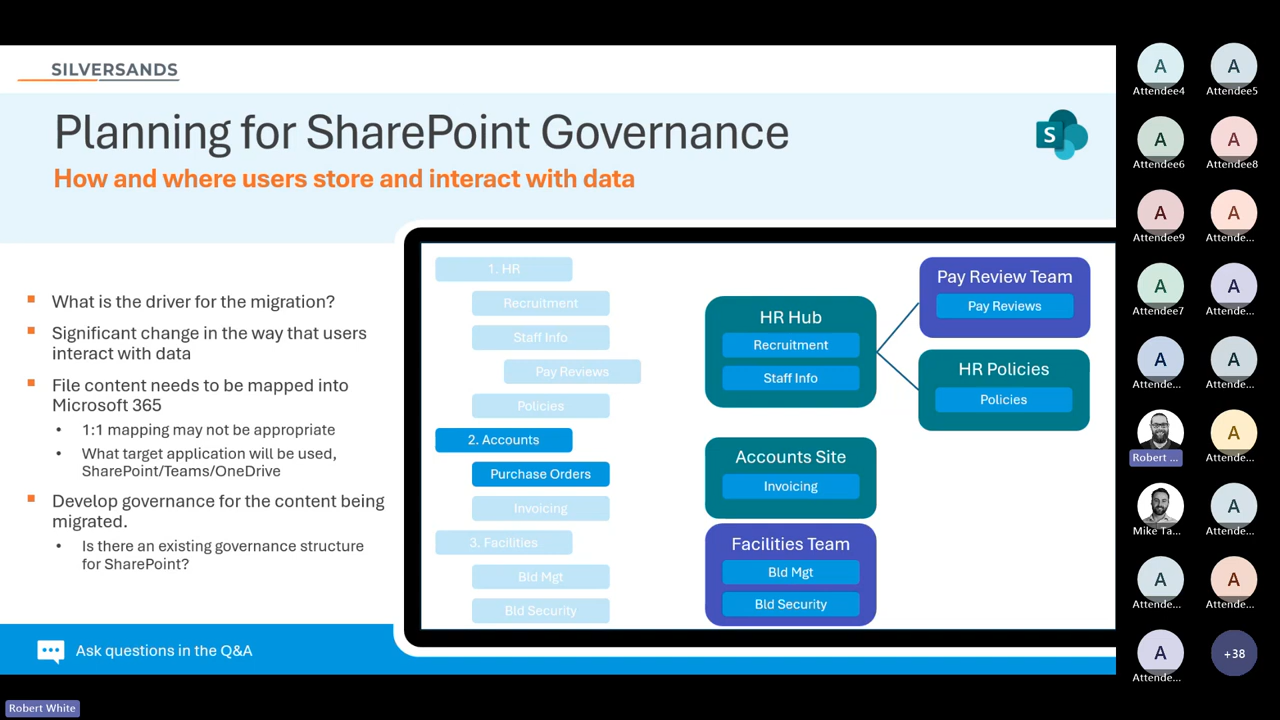 SILVERSANDS
Planning for SharePoint Governance
How and where users store and interact with data
S
What is the driver for the migration?
Significant change in the way that users
interact with data
File content needs to be mapped into
Microsoft 365
1:1 mapping may not be appropriate
What target application will be used,
SharePoint/Teams/OneDrive
Develop governance for the content being
migrated.
Is there an existing governance structure
for SharePoint?
1. HR
Recruitment
Staff Info
Pay Reviews
Policies
2. Accounts
Purchase Orders
Invoicing
3. Facilities
Bld Mgt
Bld Security
HR Hub
Recruitment
Staff Info
Pay Review Team
Pay Reviews
HR Policies
Policies
Accounts Site
Invoicing
Facilities Team
Bld Mgt
Bld Security
Ask questions in the Q&A
Robert White
A
Attendee4
A
Attendee5
A
Attendee6
A
Attendee8
A
Attendee9
A
Attende...
A
Attendee7
A
Attende...
A
Attende...
A
Attende...
Robert ...
A
Attende...
Mike Ta...
A
Attende...
A
Attende...
A
Attende...
A
Attende...
+38